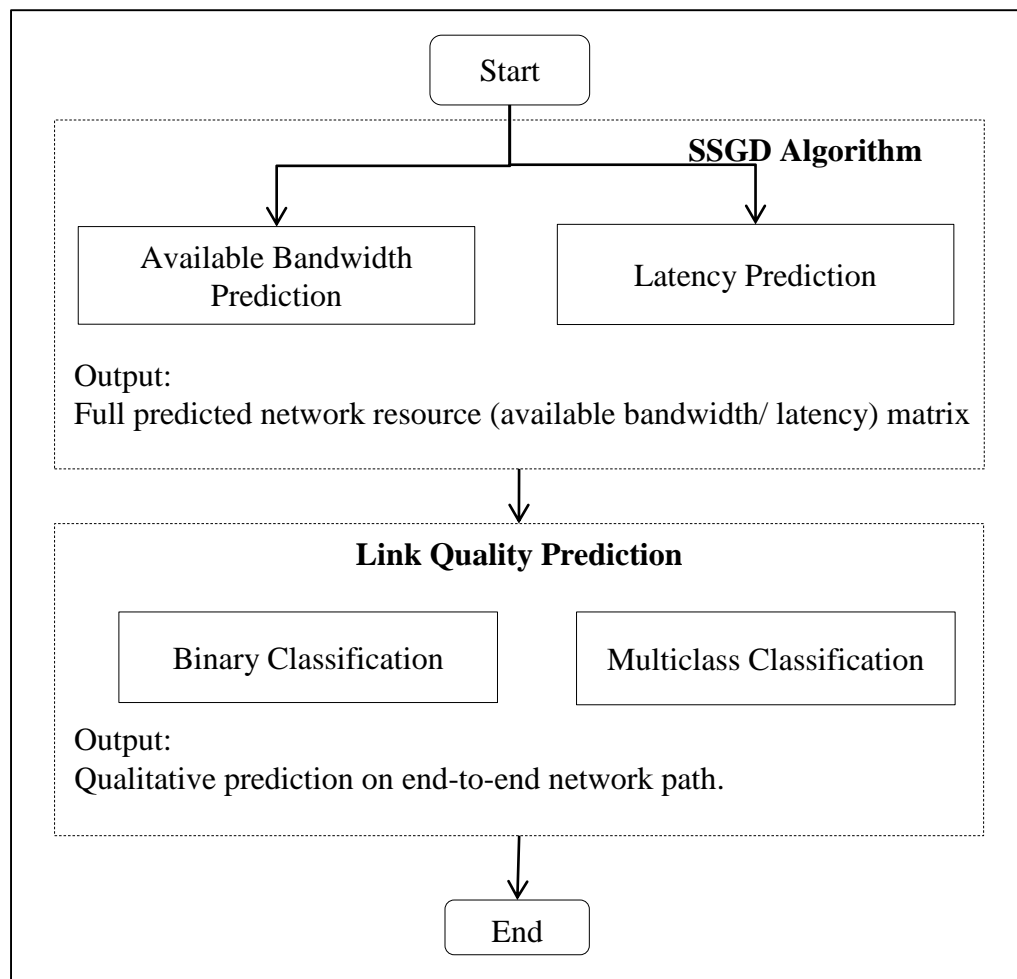 Start
SSGD Algorithm
Available Bandwidth
Prediction
Latency Prediction
Output:
Full predicted network resource (available bandwidth/ latency) matrix
Link Quality Prediction
Binary Classification
Multiclass Classification
Output:
Qualitative prediction on end-to-end network path.
End